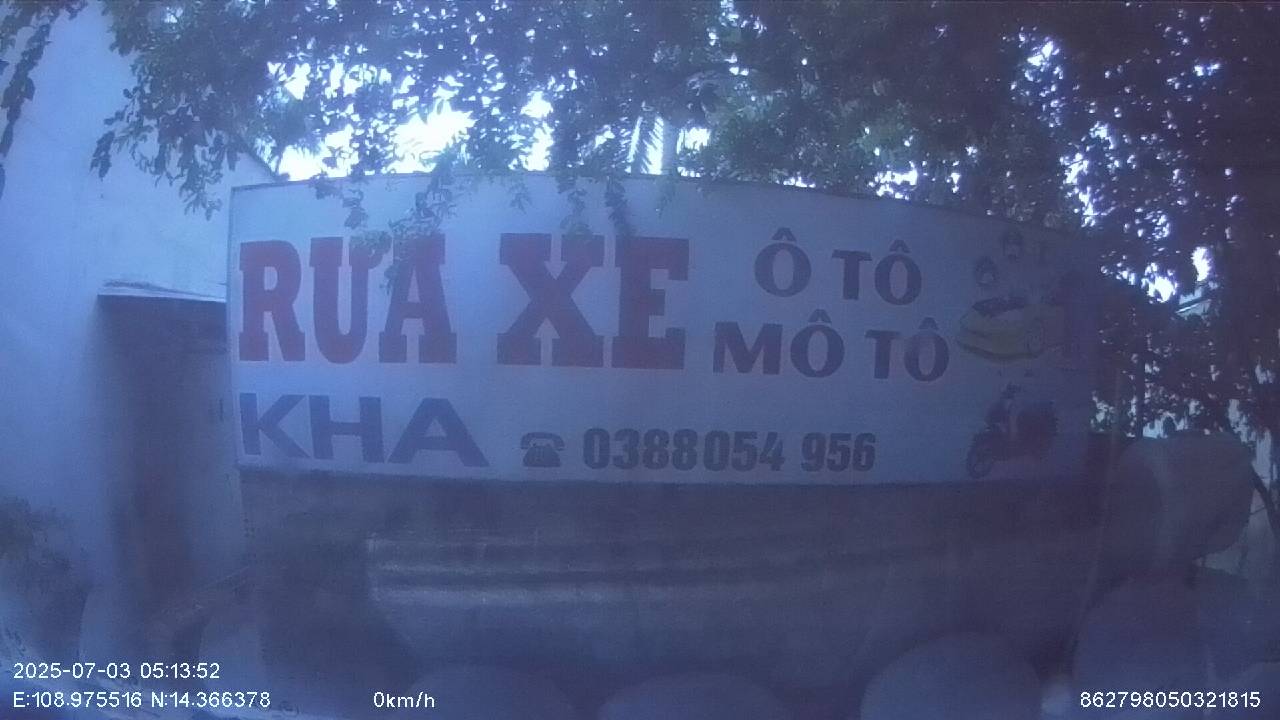 RỬA XE Ô TÔ
MÔ TÔ
KHA ☎ 0388054 956
2025-07-03 05:13:52
E:108.975516 N:14.366378 0km/h 862798050321815